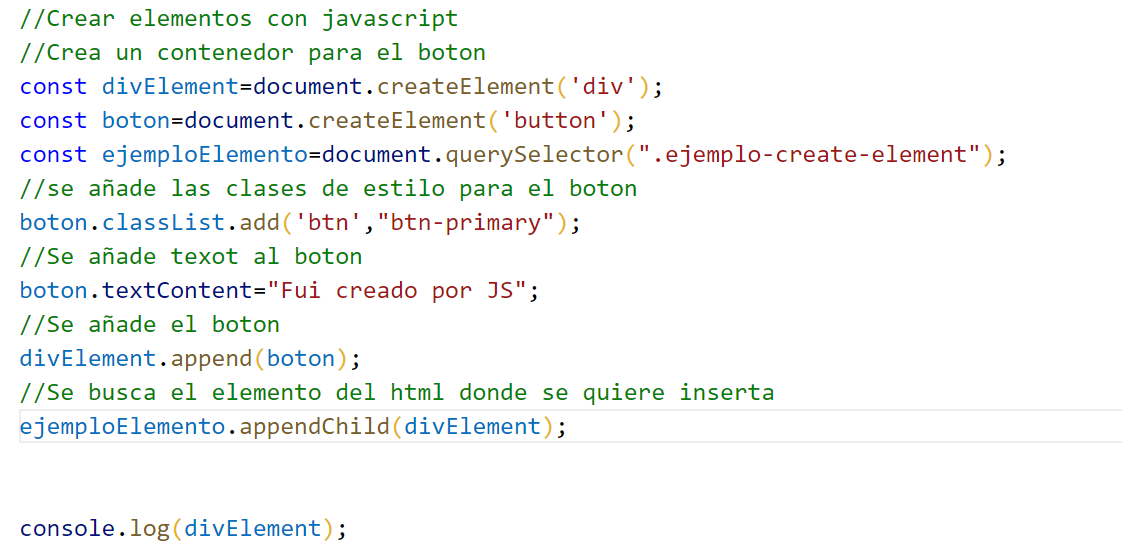 //Crear elementos con javascript
//Crea un contenedor para el boton
const divElement=document.createElement('div');
const boton=document.createElement('button');
const ejemploElemento=document.querySelector(".ejemplo-create-element");
//se añade las clases de estilo para el boton
boton.classList.add('btn',"btn-primary");
//Se añade texot al boton
boton.textContent="Fui creado por JS";
//Se añade el boton
divElement.append(boton);
//Se busca el elemento del html donde se quiere inserta
ejemploElemento.appendChild(divElement);
console.log(divElement);